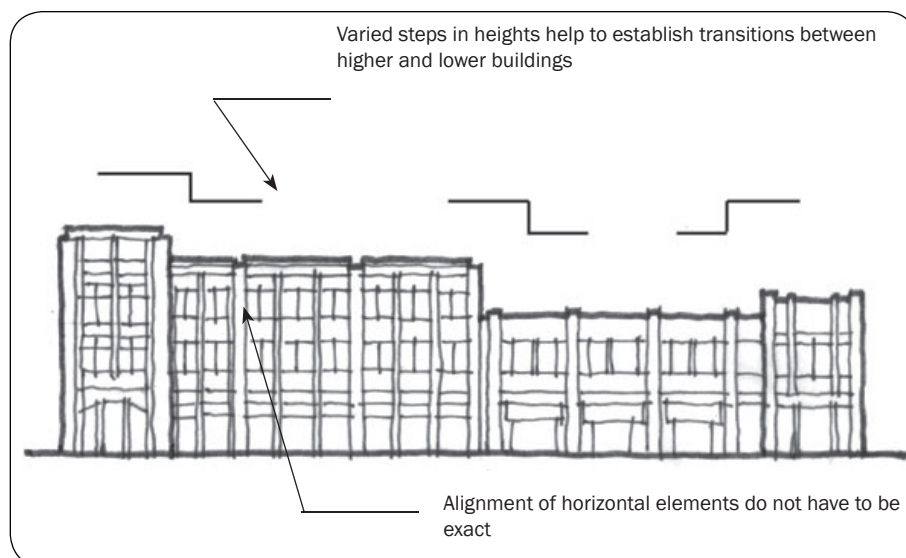 Varied steps in heights help to establish transitions between
higher and lower buildings
Alignment of horizontal elements do not have to be
exact